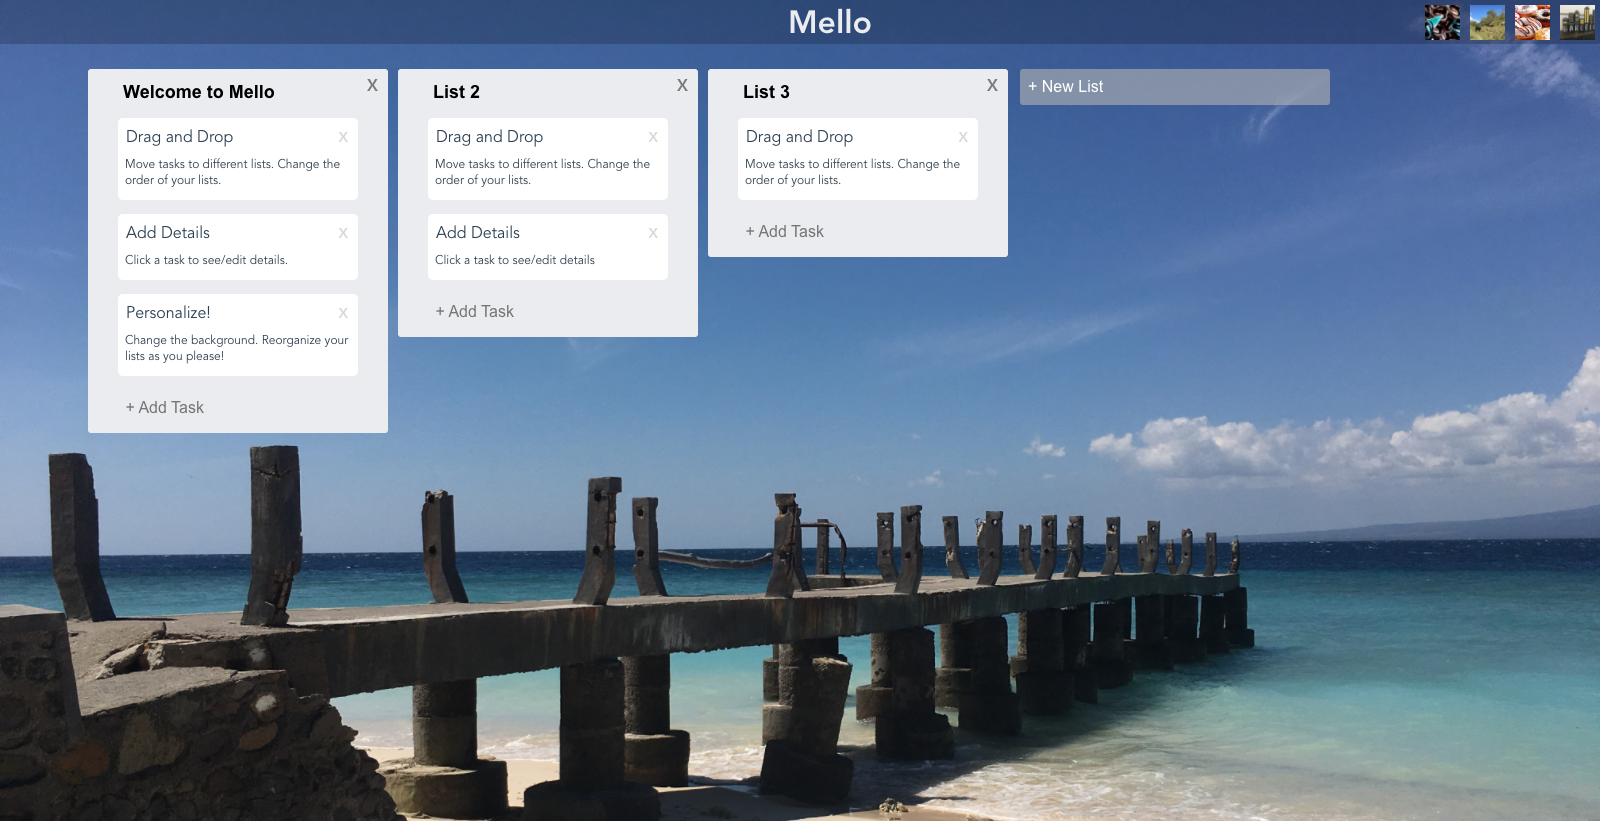 Mello
Welcome to Mello
X
Drag and Drop
X
Move tasks to different lists. Change the
order of your lists.
Add Details
X
Click a task to see/edit details.
Personalize!
X
Change the background. Reorganize your
lists as you please!
+ Add Task
List 2
X
Drag and Drop
X
Move tasks to different lists. Change the
order of your lists.
Add Details
X
Click a task to see/edit details
+ Add Task
List 3
X
Drag and Drop
X
Move tasks to different lists. Change the
order of your lists.
+ Add Task
+ New List